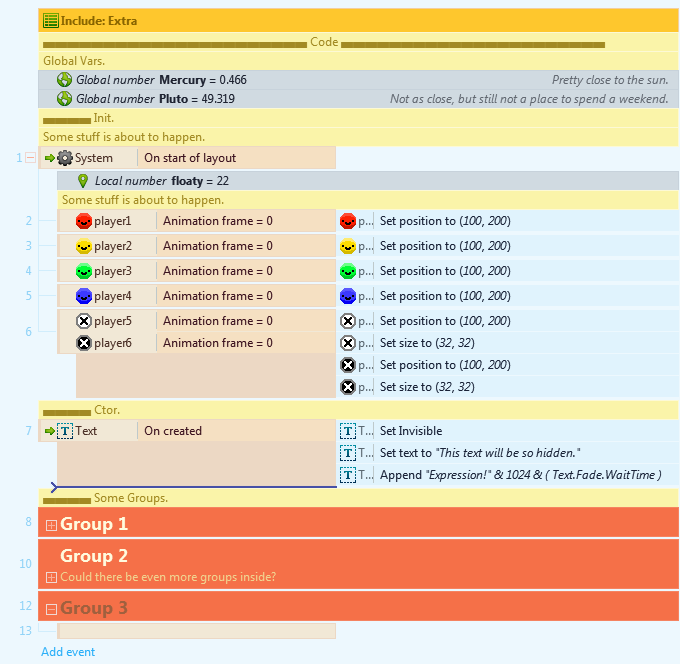 Include: Extra
Code
Global Vars.
Global number Mercury = 0.466 Pretty close to the sun.
Global number Pluto = 49.319 Not as close, but still not a place to spend a weekend.
Init.
Some stuff is about to happen.
1 System On start of layout
Local number floaty = 22
Some stuff is about to happen.
2 player1 Animation frame = 0 p... Set position to (100, 200)
3 player2 Animation frame = 0 p... Set position to (100, 200)
4 player3 Animation frame = 0 p... Set position to (100, 200)
5 player4 Animation frame = 0 p... Set position to (100, 200)
6 player5 Animation frame = 0 p... Set position to (100, 200)
player6 Animation frame = 0 p... Set size to (32, 32)
p... Set position to (100, 200)
p... Set size to (32, 32)
Ctor.
7 T Text On created T T... Set Invisible
T T... Set text to "This text will be so hidden."
T T... Append "Expression!" & 1024 & ( Text.Fade.WaitTime )
Some Groups.
8 Group 1
10 Group 2
Could there be even more groups inside?
12 Group 3
13
Add event